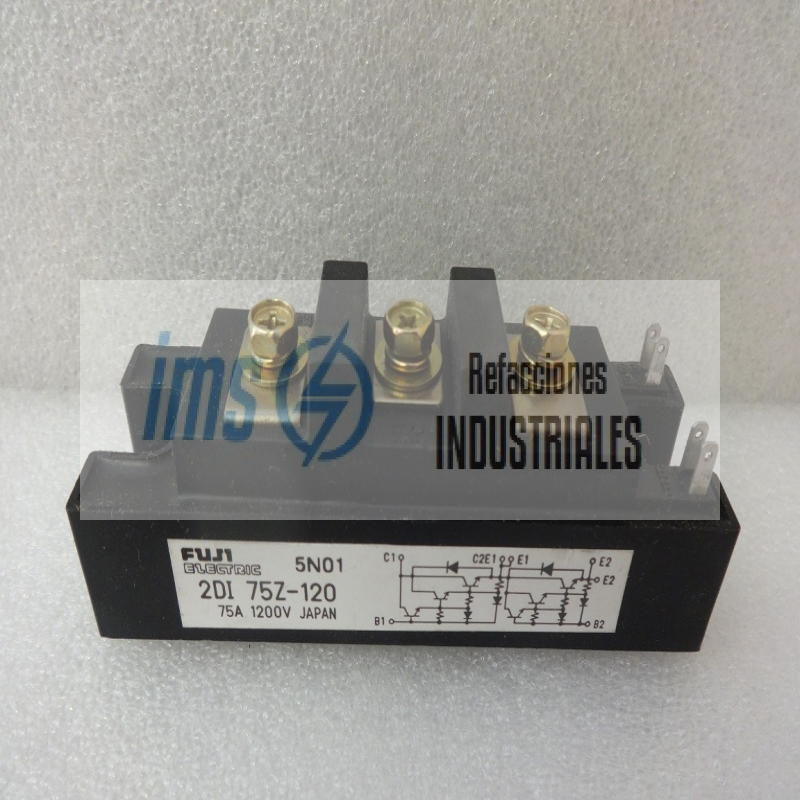 ims
Refacciones
INDUSTRIALES
FUJI
ELECTRIC
5N01
2DI 75Z-120
75A 1200V JAPAN
C1
C2E1
E1
E2
E2
B1
B2